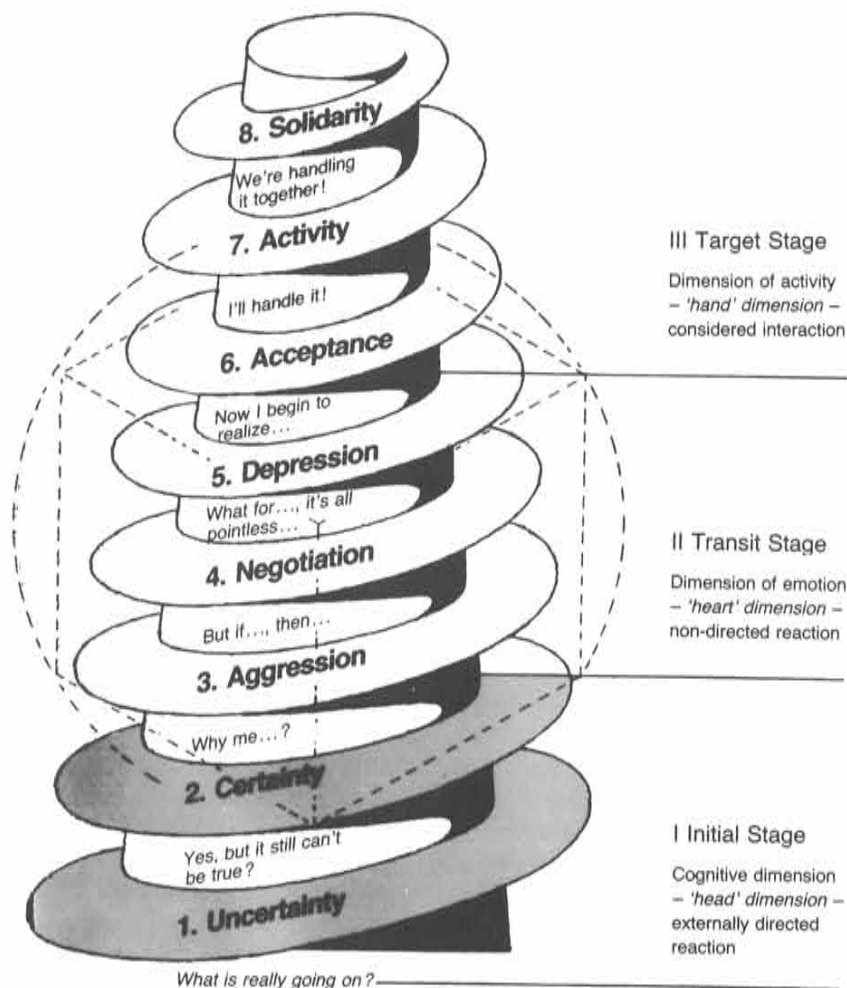 8. Solidarity
We're handling
it together!
7. Activity
I'll handle it!
6. Acceptance
Now I begin to
realize...
5. Depression
What for..., it's all
pointless...
4. Negotiation
But if..., then...
3. Aggression
Why me...?
2. Certainty
Yes, but it still can't
be true?
1. Uncertainty
What is really going on?
III Target Stage
Dimension of activity
– 'hand' dimension –
considered interaction
II Transit Stage
Dimension of emotion
– 'heart' dimension –
non-directed reaction
I Initial Stage
Cognitive dimension
– 'head' dimension –
externally directed
reaction